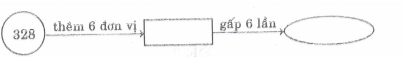 328 thêm 6 đơn vị gấp 6 lần